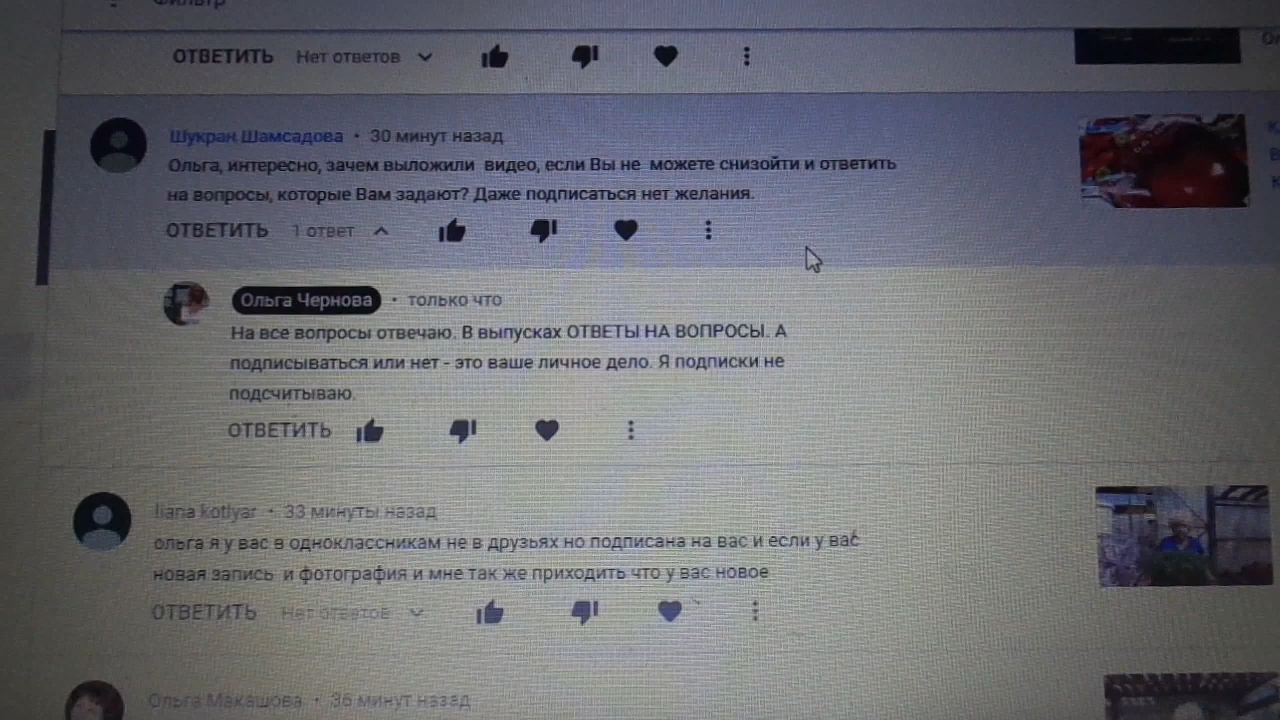 Фильтр
ОТВЕТИТЬ Нет ответов
Шукран Шамсадова • 30 минут назад
Ольга, интересно, зачем выложили видео, если Вы не можете снизойти и ответить
на вопросы, которые Вам задают? Даже подписаться нет желания.
ОТВЕТИТЬ 1 ответ
Ольга Чернова • только что
На все вопросы отвечаю. В выпусках ОТВЕТЫ НА ВОПРОСЫ. А
подписываться или нет - это ваше личное дело. Я подписки не
подсчитываю.
ОТВЕТИТЬ
liana kotlyar • 33 минуты назад
ольга я у вас в одноклассникам не в друзьях но подписана на вас и если у вас
новая запись и фотография и мне так же приходить что у вас новое
ОТВЕТИТЬ Нет ответов
Ольга Макашова • 36 минут назад